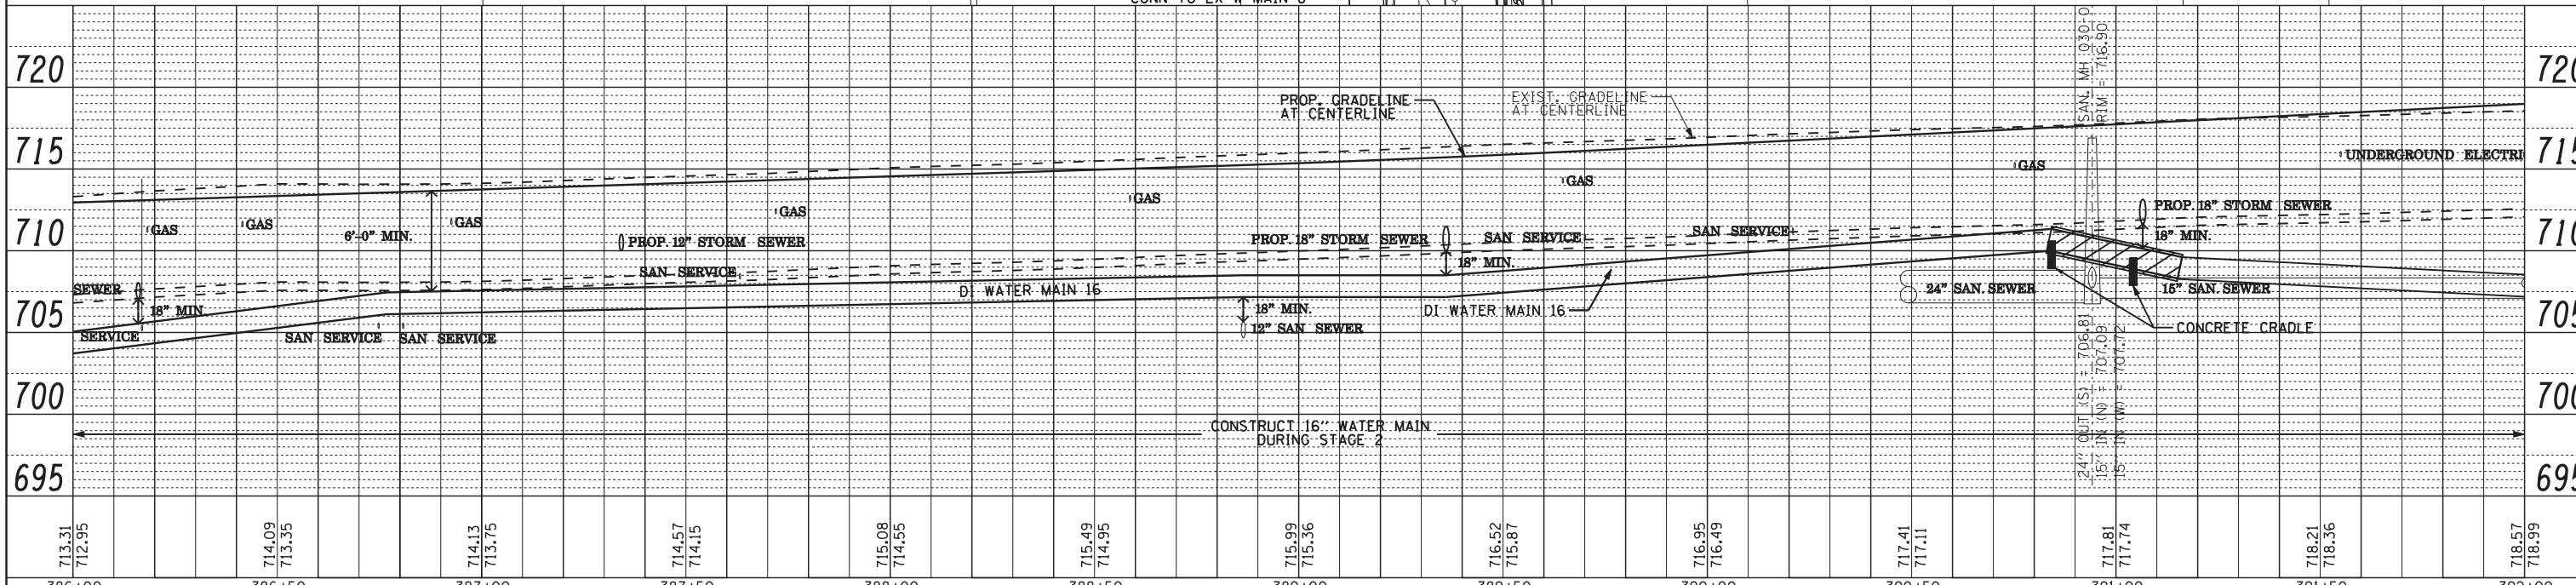 720
715
710
705
700
695
720
715
710
705
700
695
PROP. GRADELINE
AT CENTERLINE
EXIST. GRADELINE
AT CENTERLINE
SAN. MH 030-0
RIM = 716.90
GAS
GAS
GAS
GAS
GAS
GAS
GAS
UNDERGROUND ELECTRI
6'-0" MIN.
PROP. 12" STORM SEWER
PROP. 18" STORM SEWER
18" MIN.
SAN SERVICE
SAN SERVICE
PROP. 18" STORM SEWER
18" MIN.
SAN SERVICE
SEWER
18" MIN.
SERVICE
SAN SERVICE
SAN SERVICE
DI WATER MAIN 16
18" MIN.
12" SAN SEWER
DI WATER MAIN 16
24" SAN. SEWER
15" SAN. SEWER
CONCRETE CRADLE
24" OUT (S) = 706.81
15" IN (N) = 707.09
15" IN (W) = 707.72
CONSTRUCT 16" WATER MAIN
DURING STAGE 2
713.31
712.95
714.09
713.35
714.13
713.75
714.57
714.15
715.08
714.55
715.49
714.95
715.99
715.36
716.52
715.87
716.95
716.49
717.41
717.11
717.81
717.74
718.21
718.36
718.57
718.99